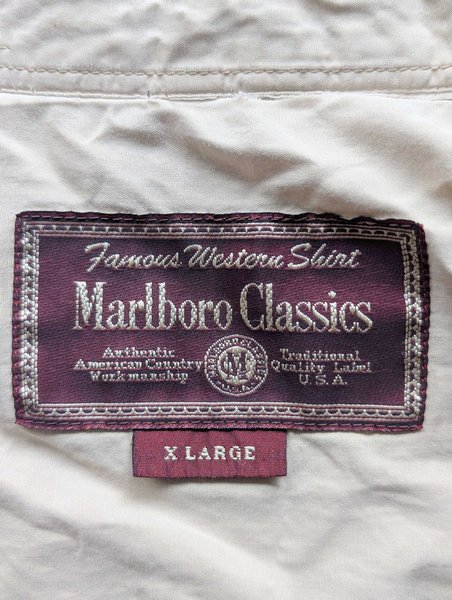 Famous Western Shirt
Marlboro Classics
Authentic
American Country
Workmanship
Traditional
Quality Label
U.S.A.
X LARGE